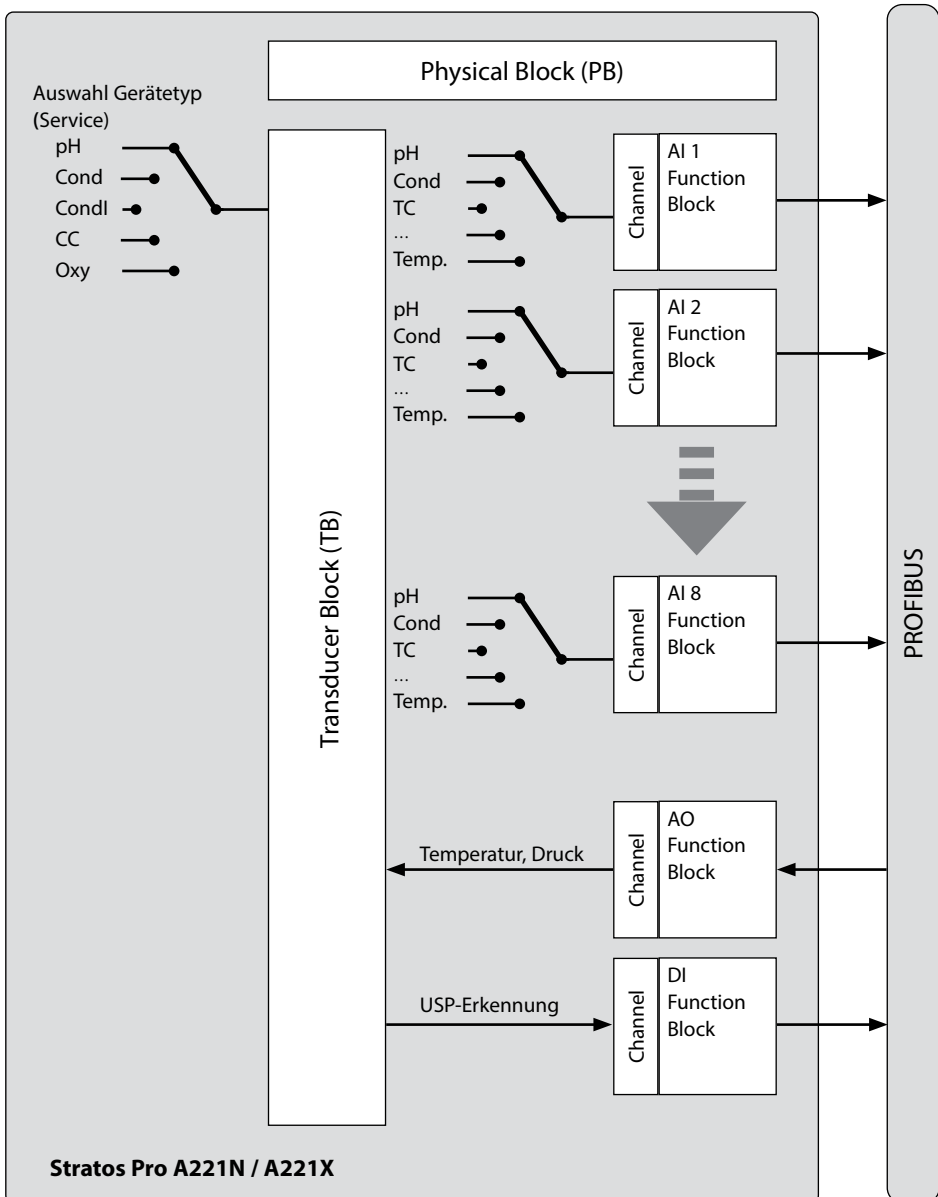 Physical Block (PB)
Auswahl Gerätetyp
(Service)
pH
Cond
CondI
CC
Oxy
Transducer Block (TB)
pH
Cond
TC
...
Temp.
Channel
AI 1
Function
Block
pH
Cond
TC
...
Temp.
Channel
AI 2
Function
Block
pH
Cond
TC
...
Temp.
Channel
AI 8
Function
Block
Temperatur, Druck
Channel
AO
Function
Block
USP-Erkennung
Channel
DI
Function
Block
PROFIBUS
Stratos Pro A221N / A221X